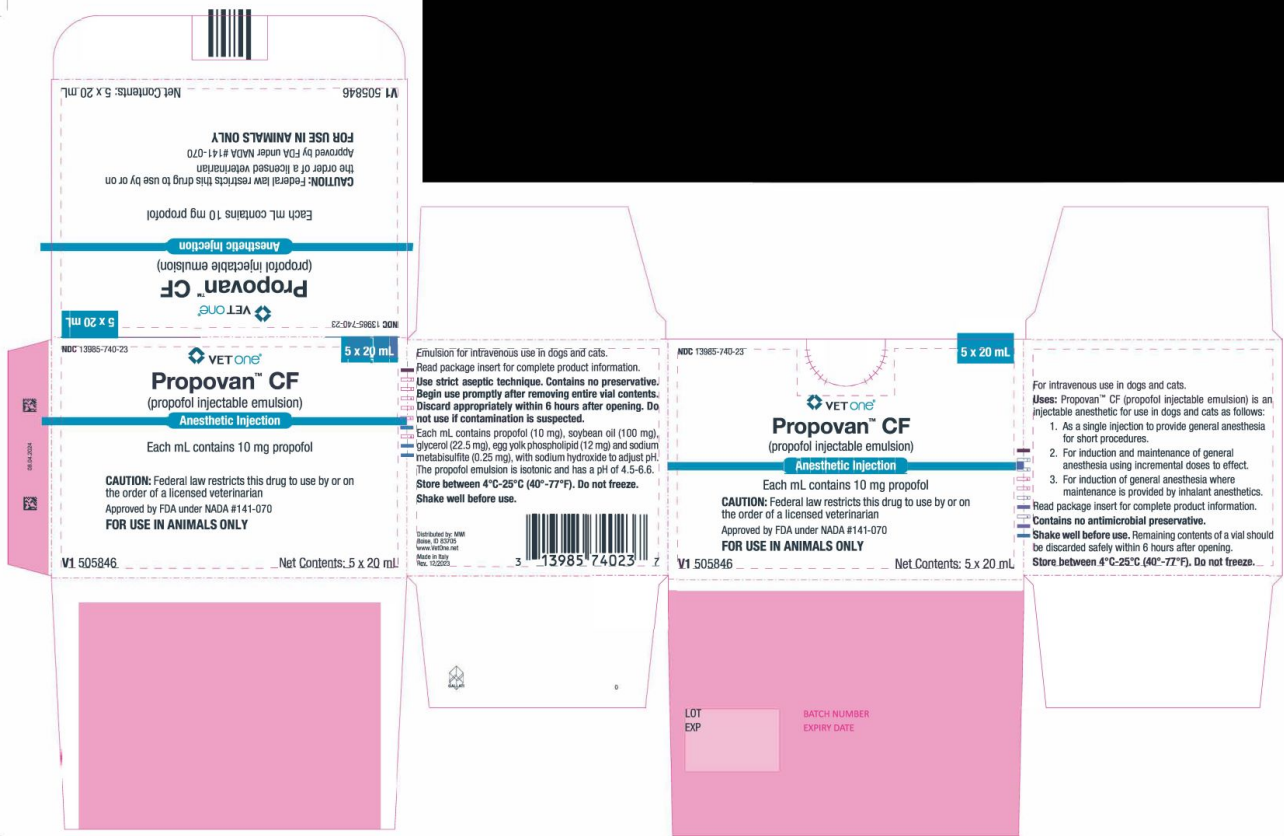 V1 505846
Net Contents: 5 x 20 mL
FOR USE IN ANIMALS ONLY
Approved by FDA under NADA #141-070
CAUTION: Federal law restricts this drug to use by or on
the order of a licensed veterinarian
Each mL contains 10 mg propofol
Anesthetic Injection
(propofol injectable emulsion)
Propovan™ CF
VET one®
NDC 13985-740-23
5 x 20 mL
08.04.2024
NDC 13985-740-23
5 x 20 mL
VET one®
Propovan™ CF
(propofol injectable emulsion)
Anesthetic Injection
Each mL contains 10 mg propofol
CAUTION: Federal law restricts this drug to use by or on
the order of a licensed veterinarian
Approved by FDA under NADA #141-070
FOR USE IN ANIMALS ONLY
V1 505846
Net Contents: 5 x 20 mL
Emulsion for intravenous use in dogs and cats.
Read package insert for complete product information.
Use strict aseptic technique. Contains no preservative.
Begin use promptly after removing entire vial contents.
Discard appropriately within 6 hours after opening. Do
not use if contamination is suspected.
Each mL contains propofol (10 mg), soybean oil (100 mg),
glycerol (22.5 mg), egg yolk phospholipid (12 mg) and sodium
metabisulfite (0.25 mg), with sodium hydroxide to adjust pH.
The propofol emulsion is isotonic and has a pH of 4.5-6.6.
Store between 4°C-25°C (40°-77°F). Do not freeze.
Shake well before use.
Distributed by: MWI
Boise, ID 83705
www.VetOne.net
Made in Italy
Rev. 12/2023
3 13985 74023 7
0
NDC 13985-740-23
5 x 20 mL
VET one®
Propovan™ CF
(propofol injectable emulsion)
Anesthetic Injection
Each mL contains 10 mg propofol
CAUTION: Federal law restricts this drug to use by or on
the order of a licensed veterinarian
Approved by FDA under NADA #141-070
FOR USE IN ANIMALS ONLY
V1 505846
Net Contents: 5 x 20 mL
LOT
EXP
BATCH NUMBER
EXPIRY DATE
For intravenous use in dogs and cats.
Uses: Propovan™ CF (propofol injectable emulsion) is an
injectable anesthetic for use in dogs and cats as follows:
1. As a single injection to provide general anesthesia
for short procedures.
2. For induction and maintenance of general
anesthesia using incremental doses to effect.
3. For induction of general anesthesia where
maintenance is provided by inhalant anesthetics.
Read package insert for complete product information.
Contains no antimicrobial preservative.
Shake well before use. Remaining contents of a vial should
be discarded safely within 6 hours after opening.
Store between 4°C-25°C (40°-77°F). Do not freeze.